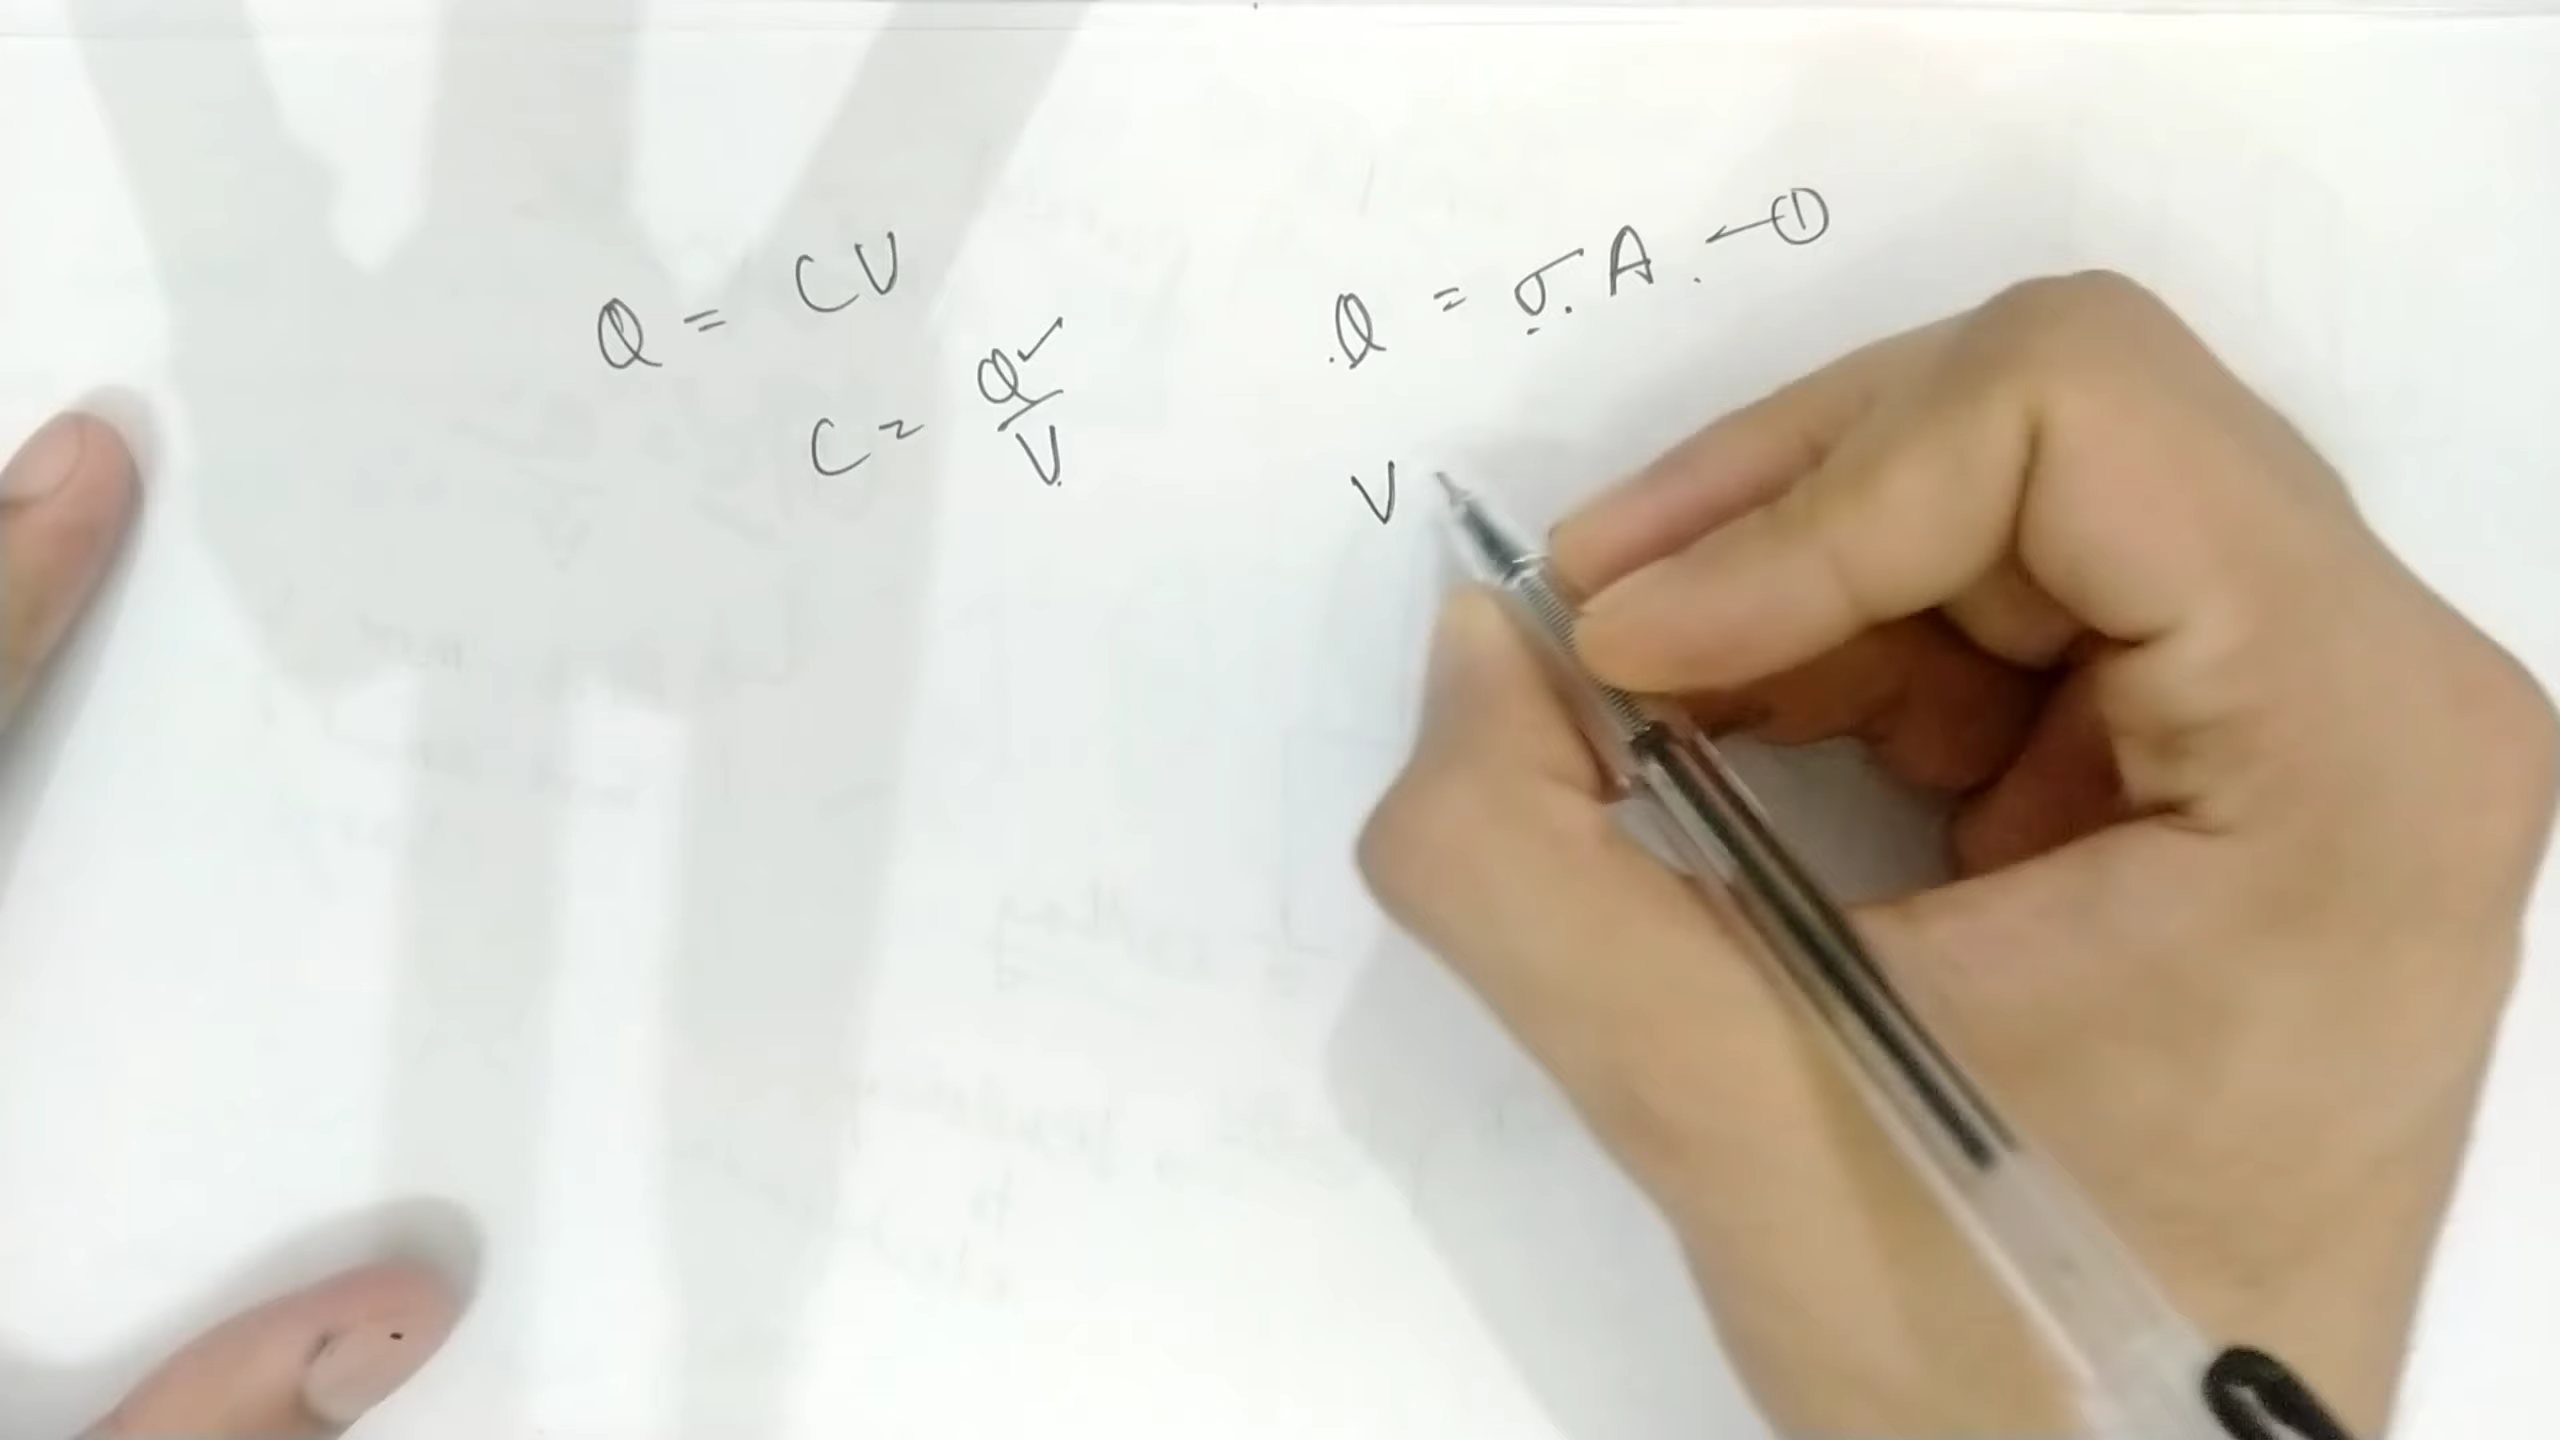 Q = CV
C = Q/V
Q = σ. A. ← ①
V